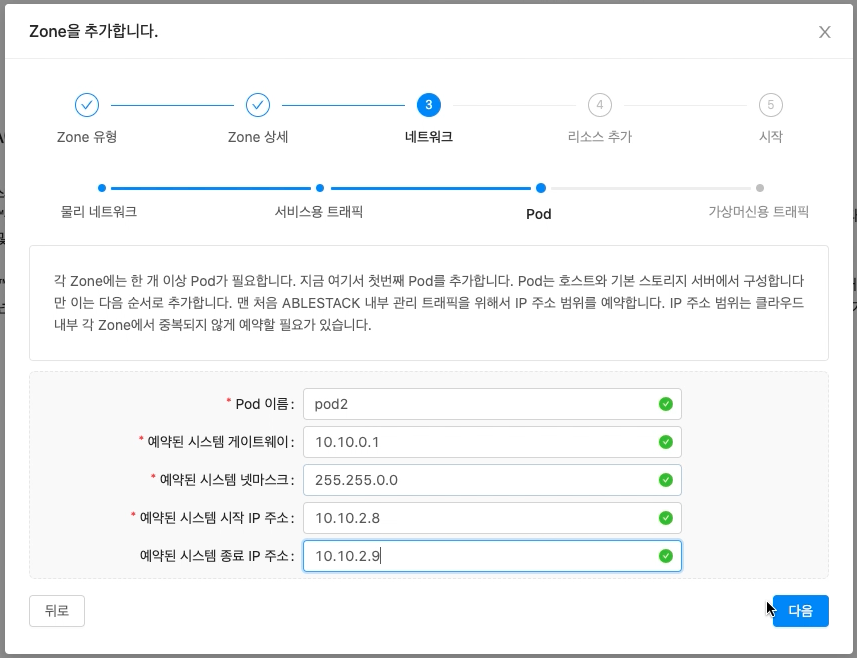 Zone을 추가합니다.
3
4
5
Zone 유형
Zone 상세
네트워크
리소스 추가
시작
물리 네트워크
서비스용 트래픽
Pod
가상머신용 트래픽
각 Zone에는 한 개 이상 Pod가 필요합니다. 지금 여기서 첫번째 Pod를 추가합니다. Pod는 호스트와 기본 스토리지 서버에서 구성합니다
만 이는 다음 순서로 추가합니다. 맨 처음 ABLESTACK 내부 관리 트래픽을 위해서 IP 주소 범위를 예약합니다. IP 주소 범위는 클라우드
내부 각 Zone에서 중복되지 않게 예약할 필요가 있습니다.
* Pod 이름: pod2
* 예약된 시스템 게이트웨이: 10.10.0.1
* 예약된 시스템 넷마스크: 255.255.0.0
* 예약된 시스템 시작 IP 주소: 10.10.2.8
예약된 시스템 종료 IP 주소: 10.10.2.9
뒤로
다음